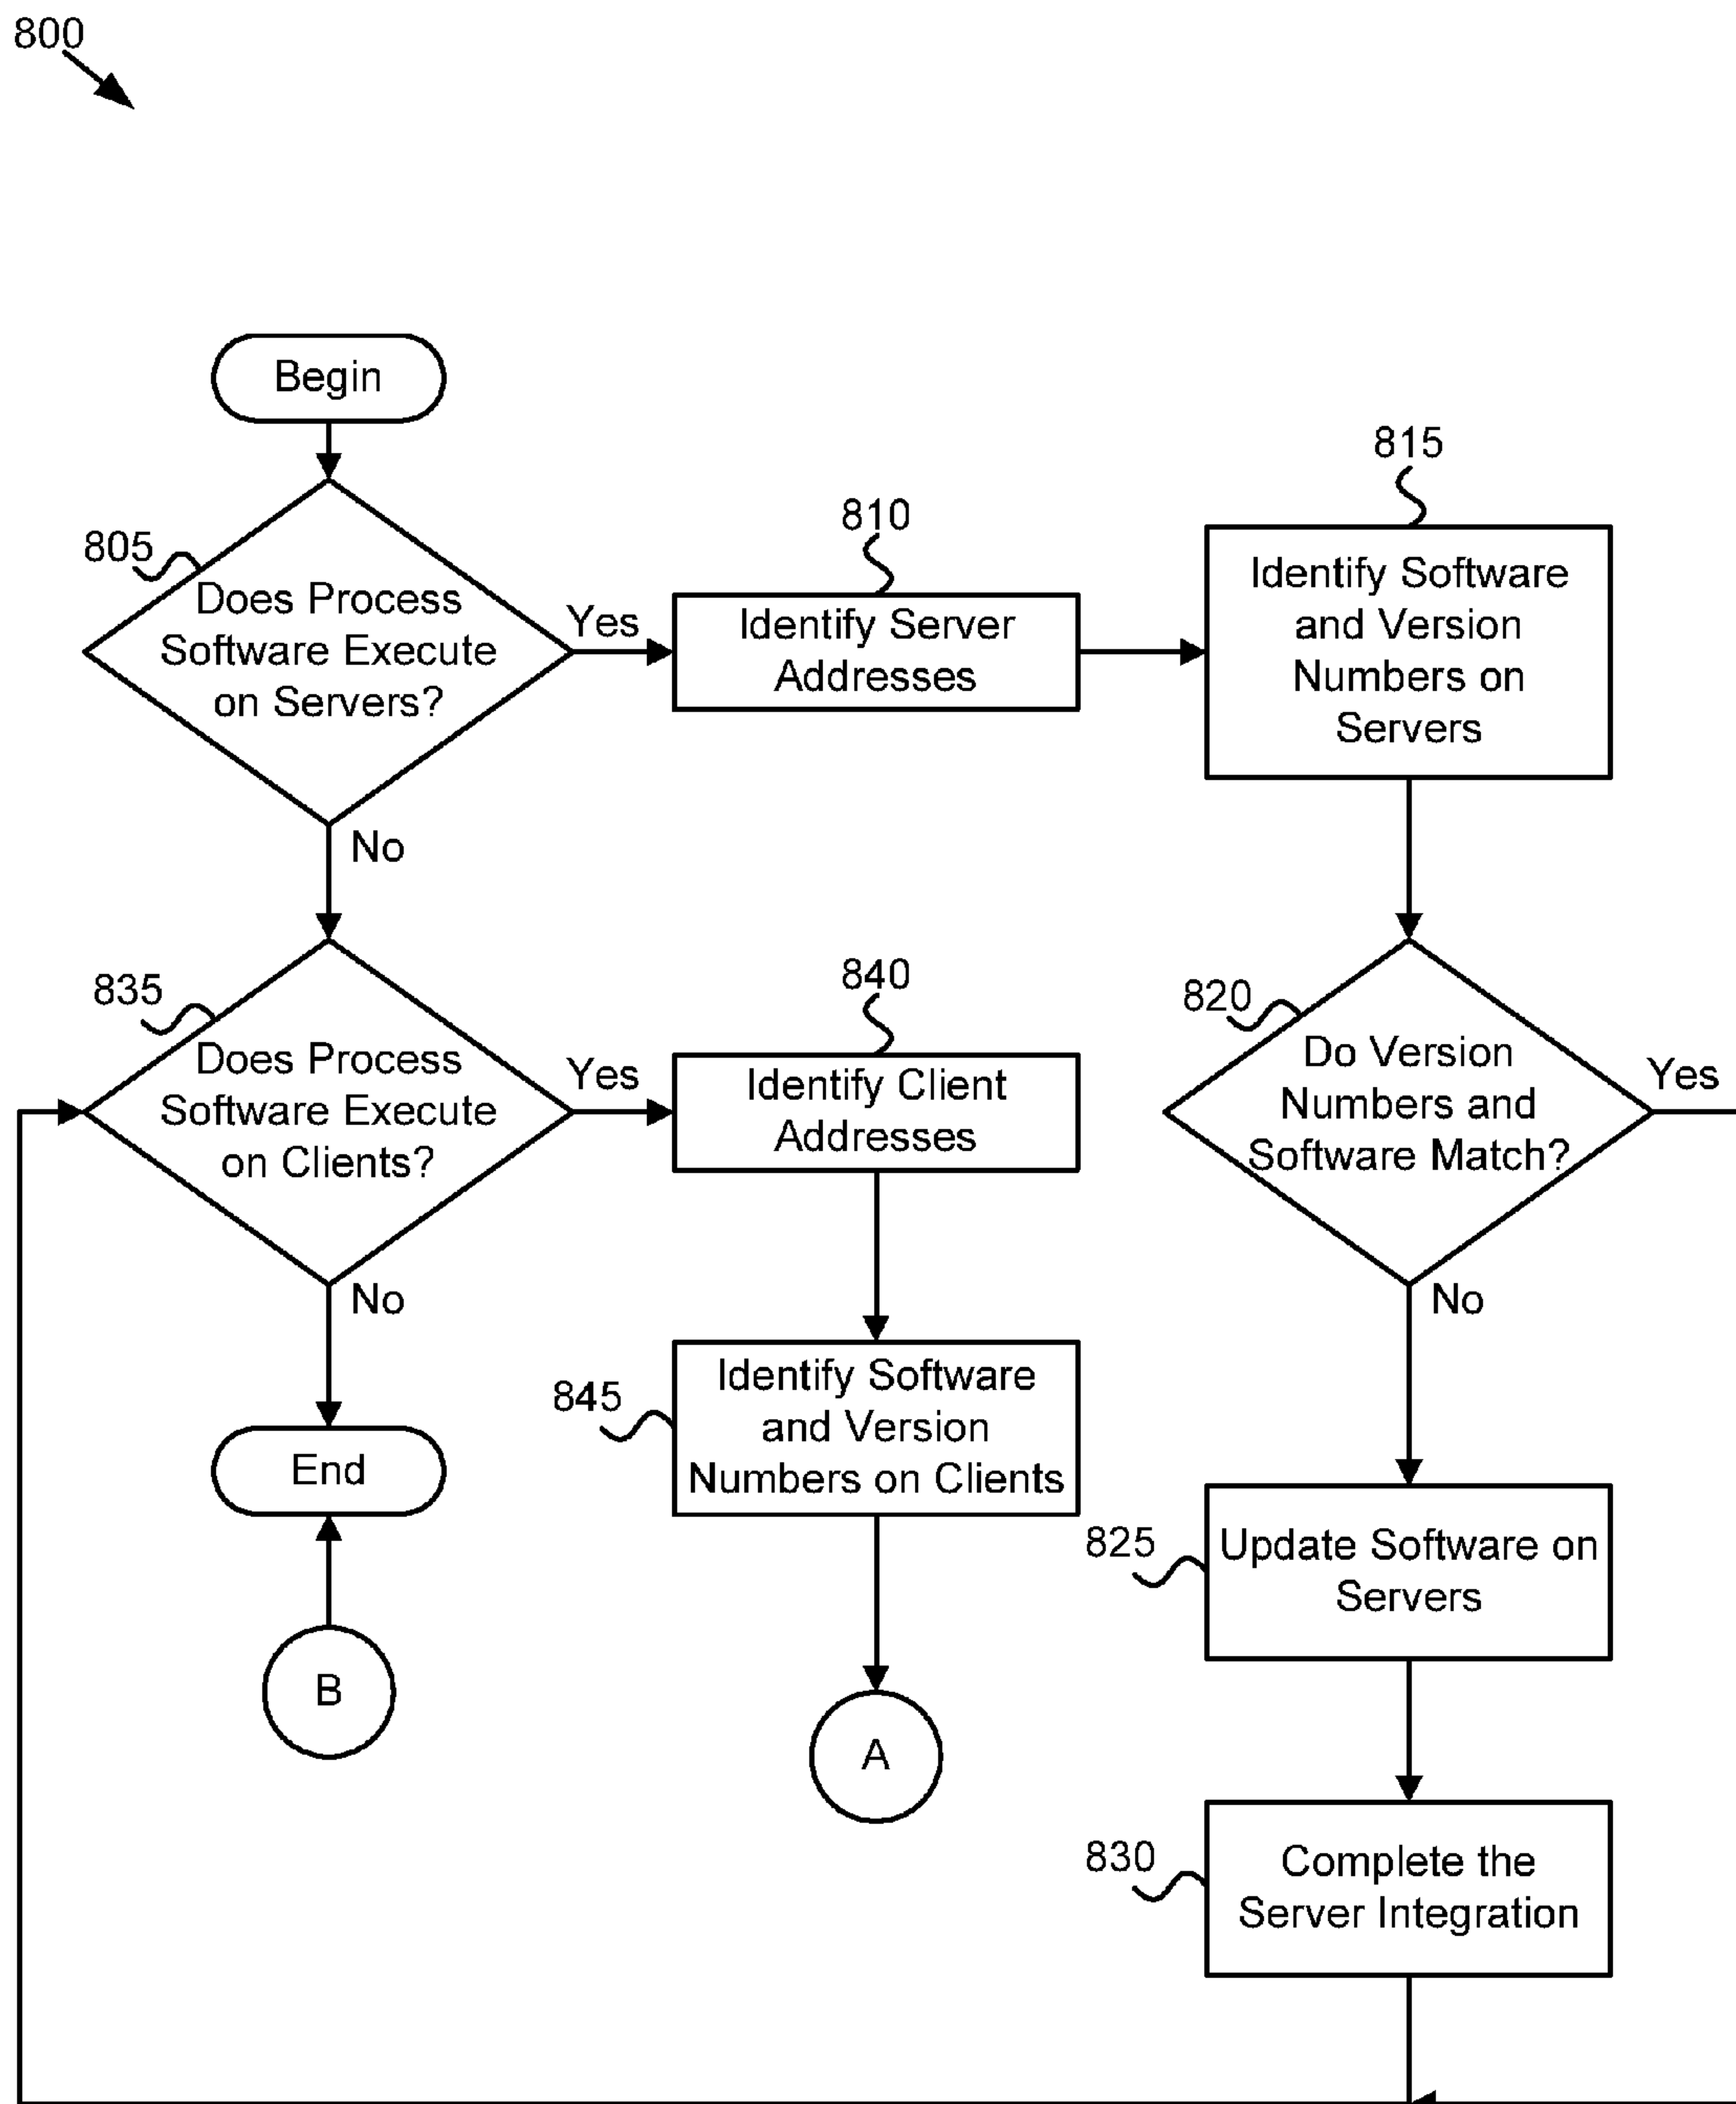 800
Begin
805
Does Process
Software Execute
on Servers?
Yes
No
810
Identify Server
Addresses
815
Identify Software
and Version
Numbers on
Servers
820
Do Version
Numbers and
Software Match?
Yes
No
825
Update Software on
Servers
830
Complete the
Server Integration
835
Does Process
Software Execute
on Clients?
Yes
No
840
Identify Client
Addresses
845
Identify Software
and Version
Numbers on Clients
A
End
B